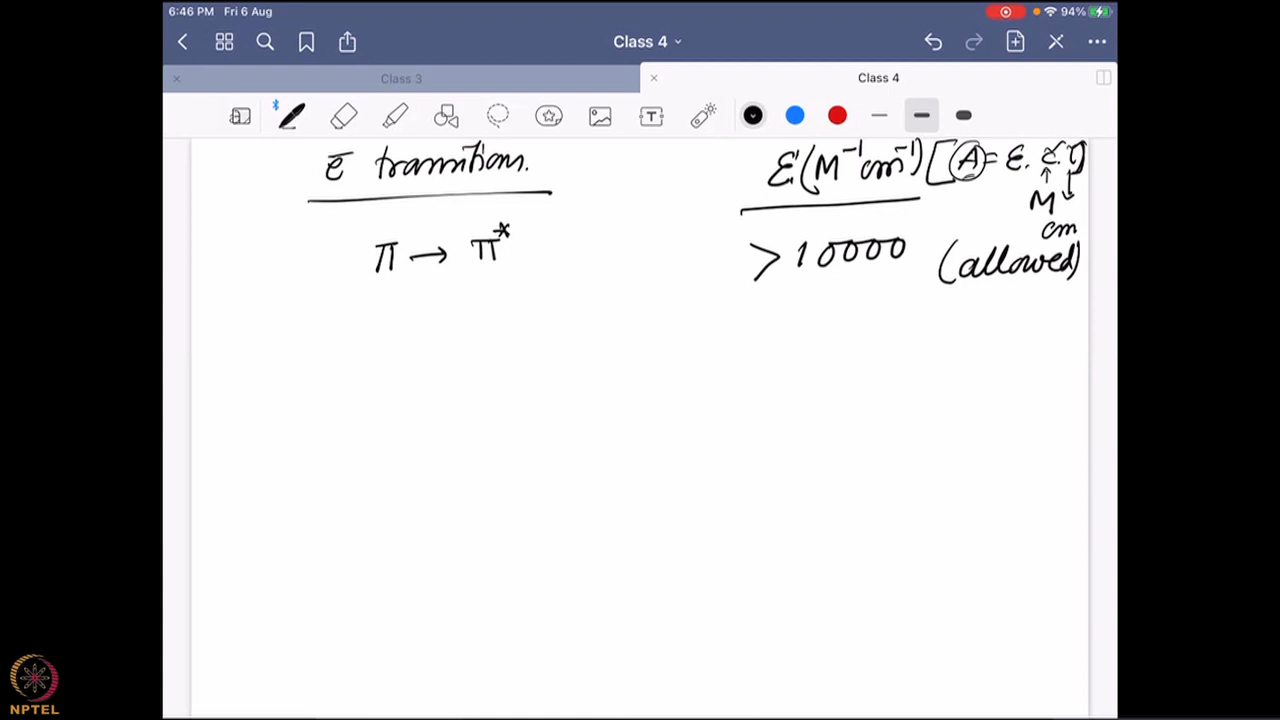 6:46 PM Fri 6 Aug 94%
Class 4
Class 3
Class 4
T
ē transitions. ε (M⁻¹ cm⁻¹) [A = ε. c. l]
M
cm
π → π* > 10000 (allowed)
NPTEL